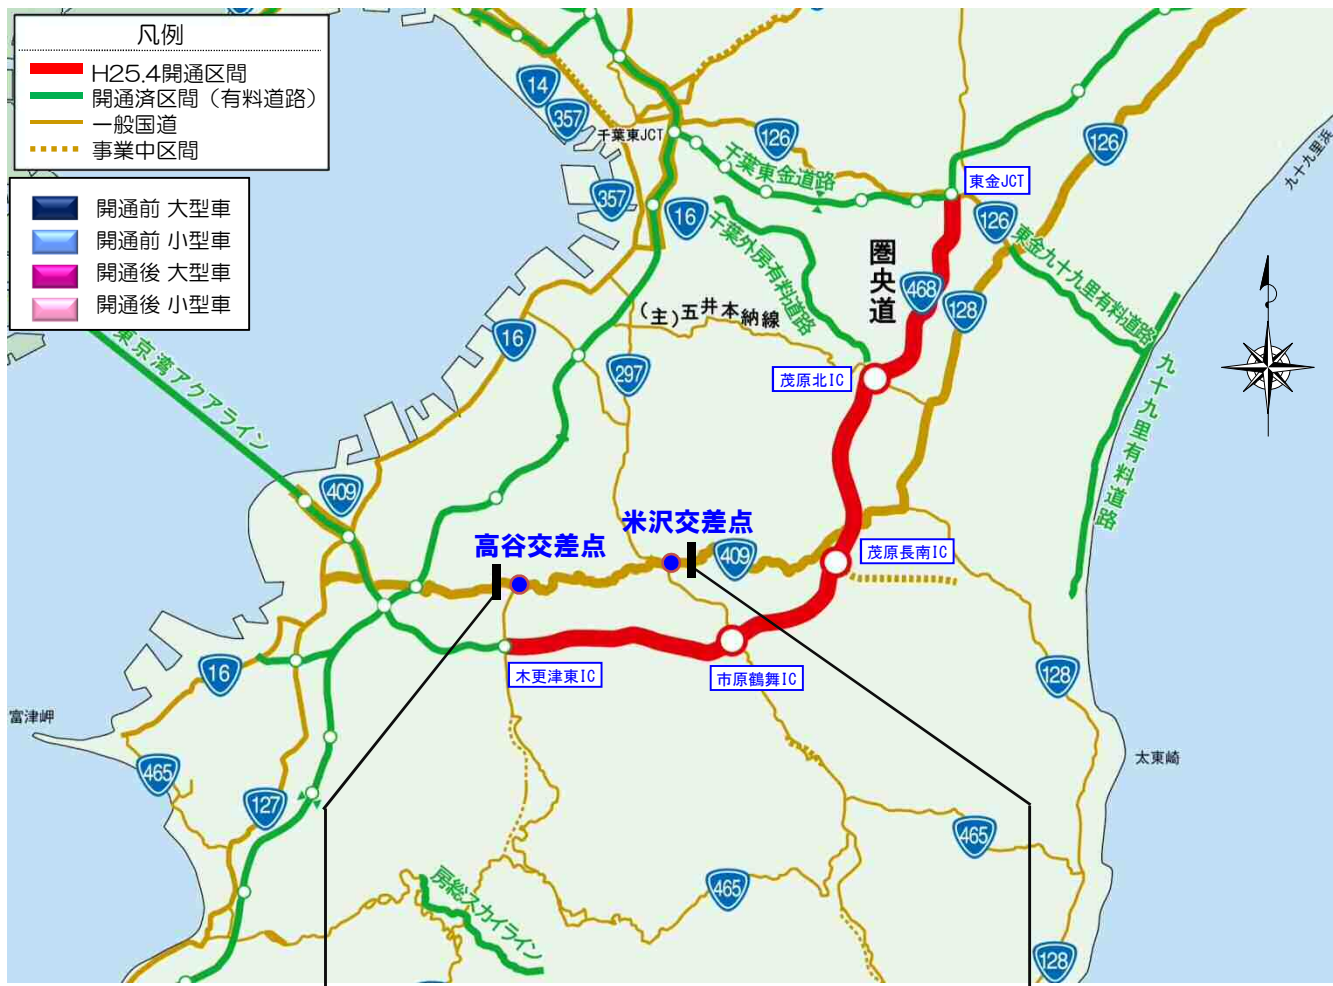 凡例
H25.4開通区間
開通済区間（有料道路）
一般国道
事業中区間
開通前 大型車
開通前 小型車
開通後 大型車
開通後 小型車
14
357
千葉東JCT
126
126
千葉東金道路
東金JCT
九十九里浜
357
16
126
千葉外房有料道路
東金九十九里有料道路
圏央道
468
128
(主)五井本納線
16
東京湾アクアライン
297
茂原北IC
九十九里有料道路
409
米沢交差点
高谷交差点
409
茂原長南IC
16
木更津東IC
市原鶴舞IC
128
富津岬
太東崎
465
127
465
465
房総スカイライン
128